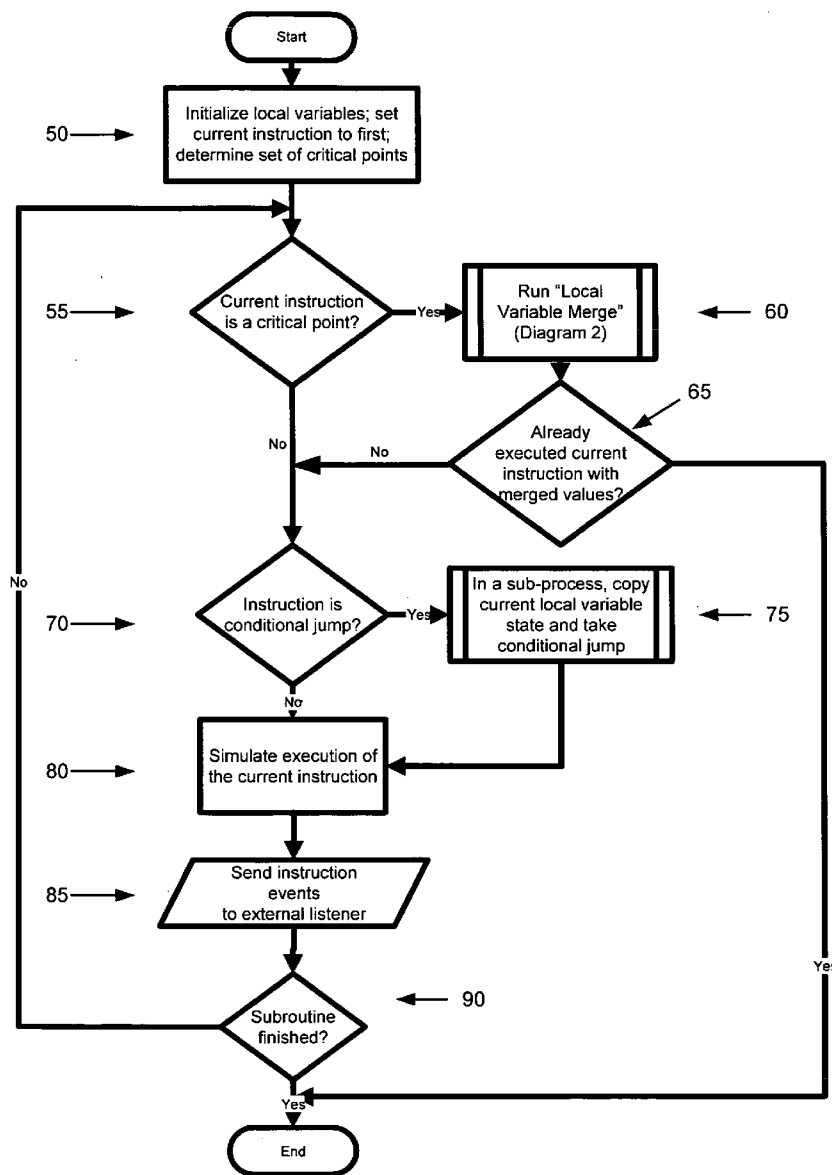 Start
50
Initialize local variables; set
current instruction to first;
determine set of critical points
55
Current instruction
is a critical point?
Yes
Run “Local
Variable Merge”
(Diagram 2)
60
65
No
No
Already
executed current
instruction with
merged values?
No
70
Instruction is
conditional jump?
Yes
In a sub-process, copy
current local variable
state and take
conditional jump
75
No
80
Simulate execution of
the current instruction
85
Send instruction
events
to external listener
Yes
90
Subroutine
finished?
Yes
End